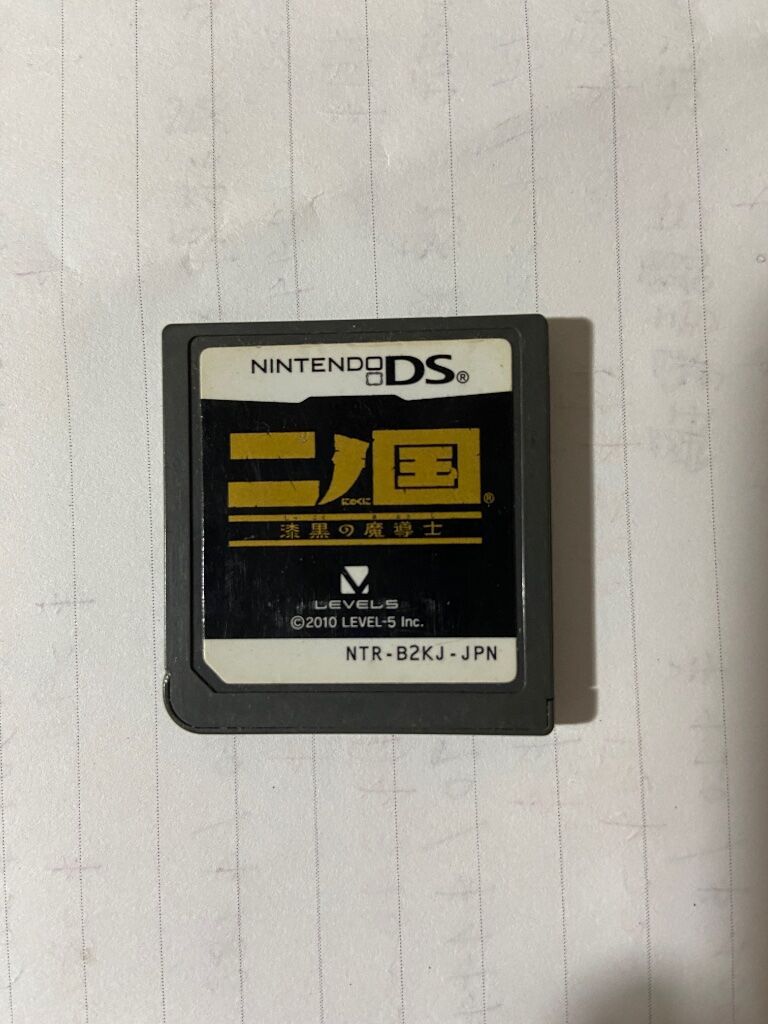 NINTENDO DS®
二ノ国®
にのくに
漆黒の魔導士
LEVEL5
©2010 LEVEL-5 Inc.
NTR-B2KJ-JPN